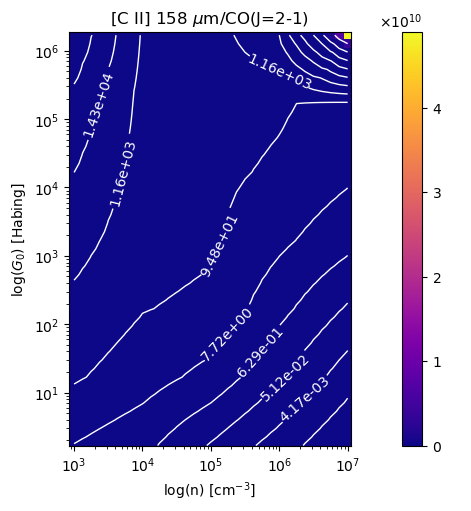 [C II] 158 μm/CO(J=2-1)
×10¹⁰
10⁶
10⁵
10⁴
10³
10²
10¹
log(G₀) [Habing]
1.16e+03
1.43e+04
1.16e+03
9.48e+01
7.72e+00
6.29e-01
5.12e-02
4.17e-03
10³
10⁴
10⁵
10⁶
10⁷
log(n) [cm⁻³]
4
3
2
1
0